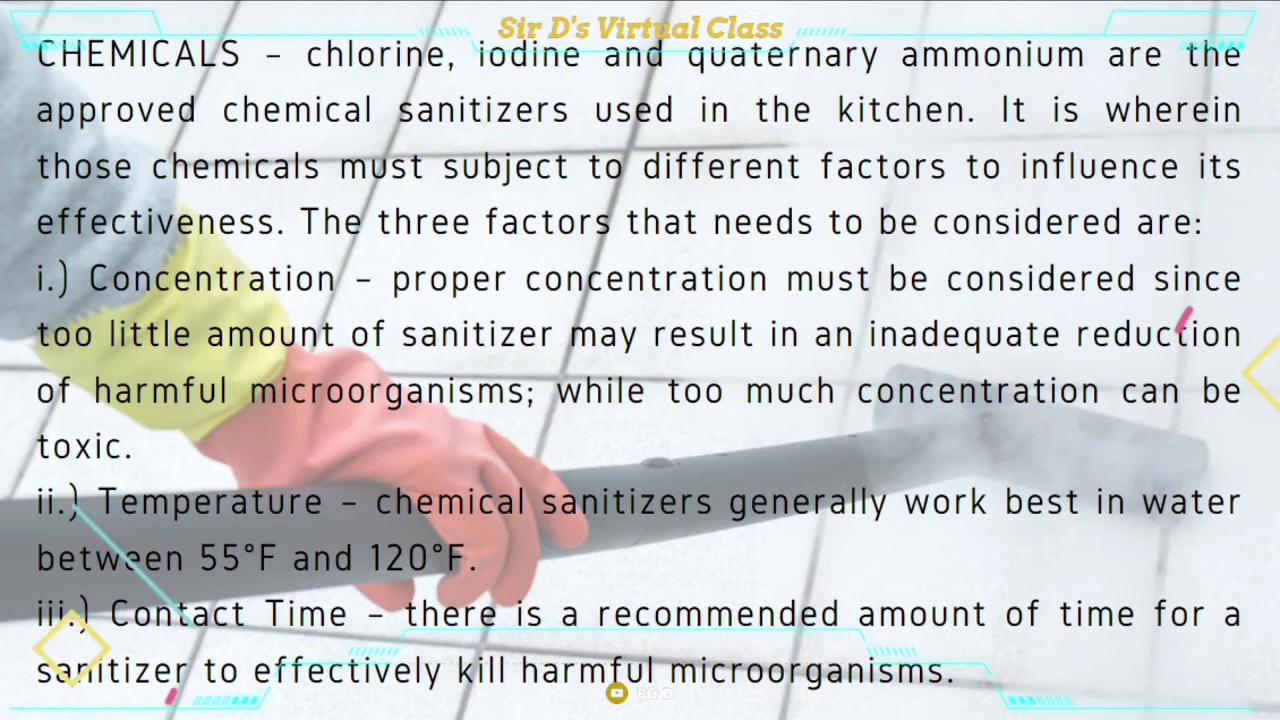 Sir D's Virtual Class
CHEMICALS – chlorine, iodine and quaternary ammonium are the
approved chemical sanitizers used in the kitchen. It is wherein
those chemicals must subject to different factors to influence its
effectiveness. The three factors that needs to be considered are:
i.) Concentration – proper concentration must be considered since
too little amount of sanitizer may result in an inadequate reduction
of harmful microorganisms; while too much concentration can be
toxic.
ii.) Temperature – chemical sanitizers generally work best in water
between 55°F and 120°F.
iii.) Contact Time – there is a recommended amount of time for a
sanitizer to effectively kill harmful microorganisms.
Sir D